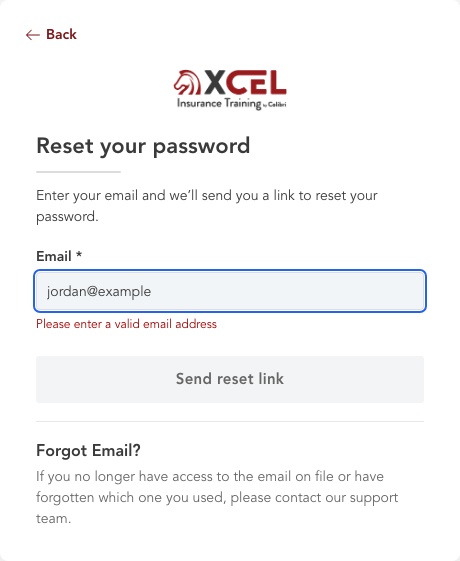 Back
XCEL
Insurance Training by Colibri
Reset your password
Enter your email and we’ll send you a link to reset your
password.
Email *
jordan@example
Please enter a valid email address
Send reset link
Forgot Email?
If you no longer have access to the email on file or have
forgotten which one you used, please contact our support
team.